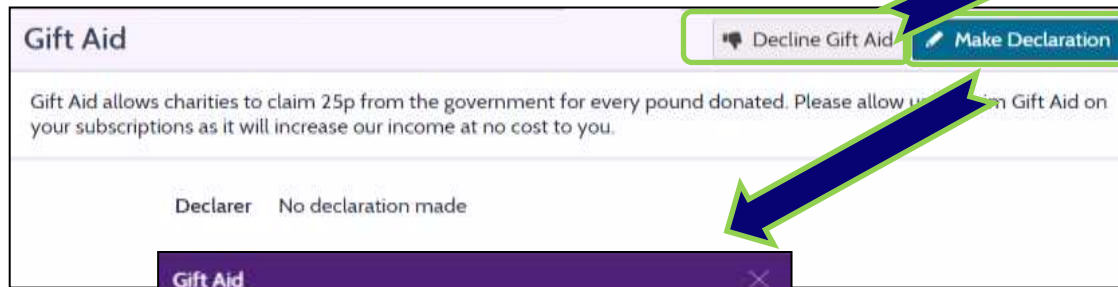 Gift Aid
Decline Gift Aid
Make Declaration
Gift Aid allows charities to claim 25p from the government for every pound donated. Please allow Gift Aid on
your subscriptions as it will increase our income at no cost to you.
Declarer No declaration made
Gift Aid